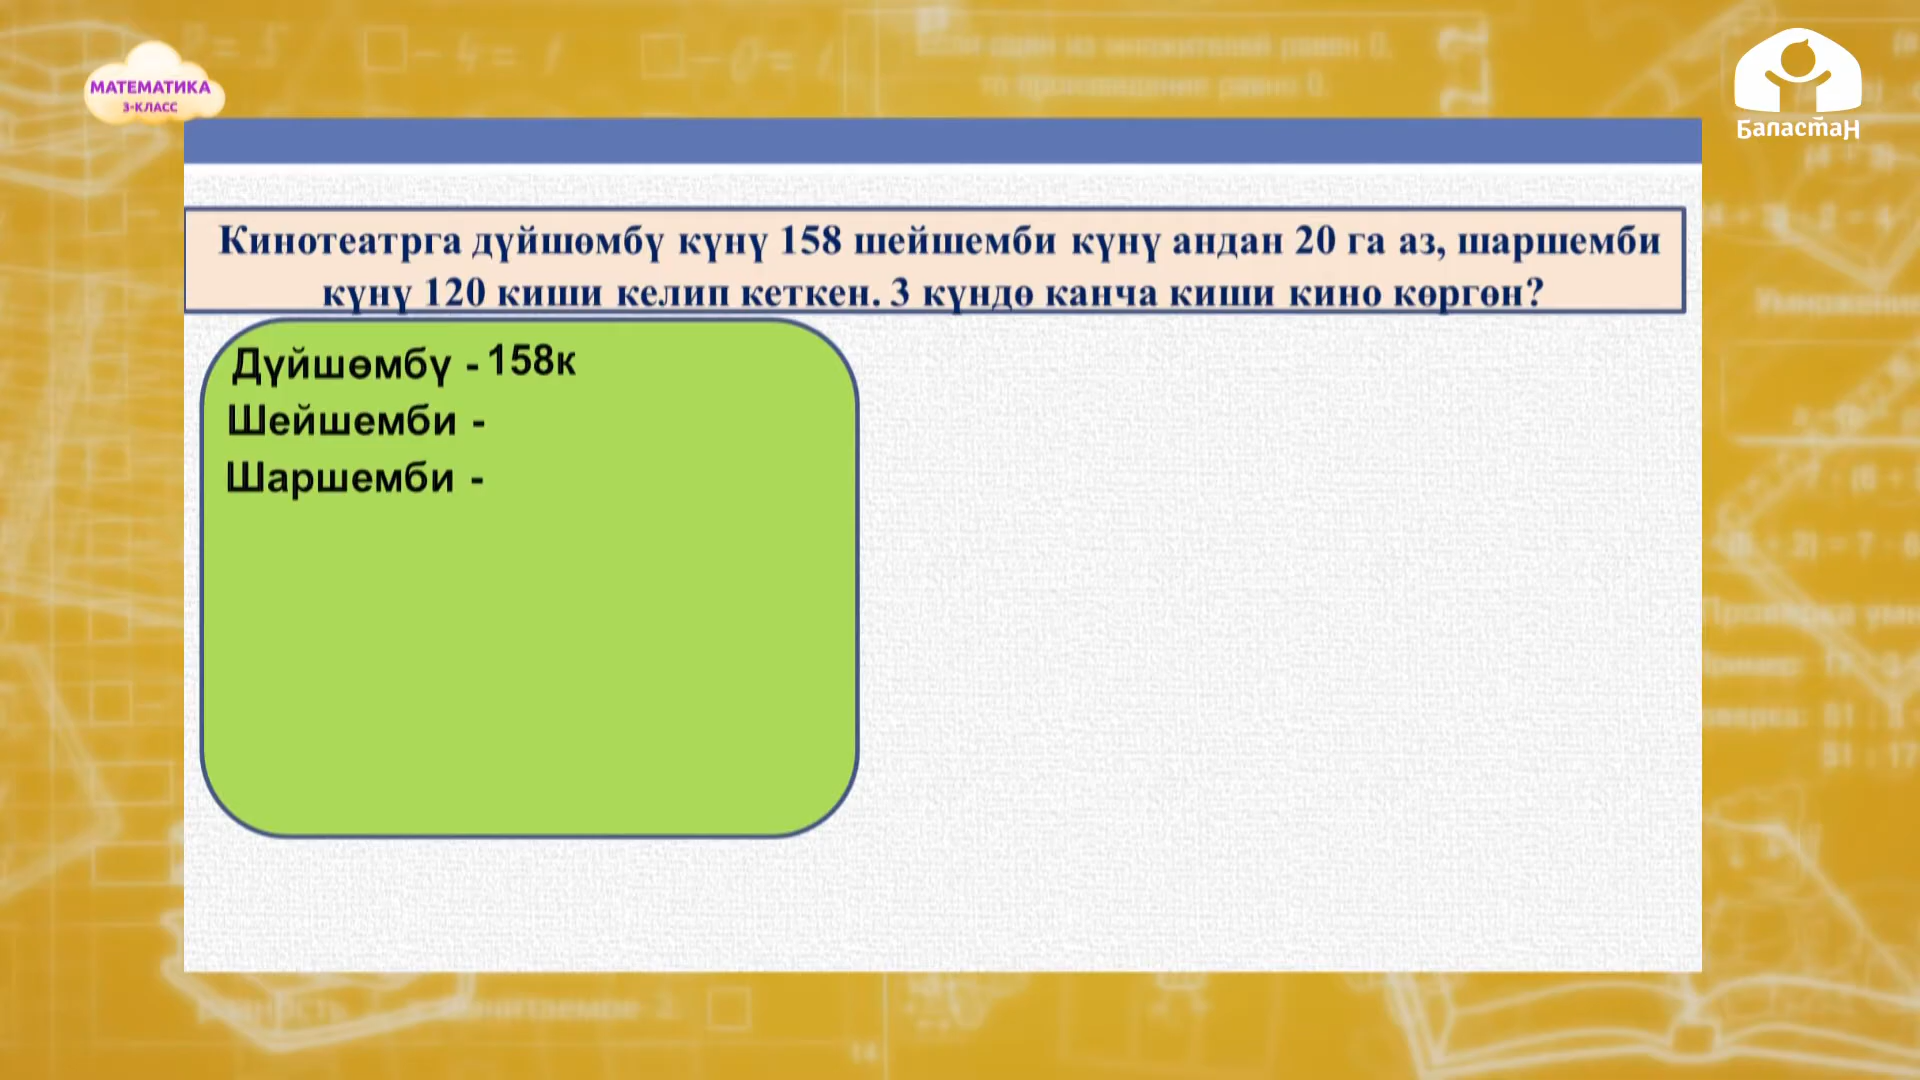 МАТЕМАТИКА
3-КЛАСС
БаластаН
Кинотеатрга дүйшөмбү күнү 158 шейшемби күнү андан 20 га аз, шаршемби
күнү 120 киши келип кеткен. 3 күндө канча киши кино көргөн?
Дүйшөмбү - 158к
Шейшемби -
Шаршемби -